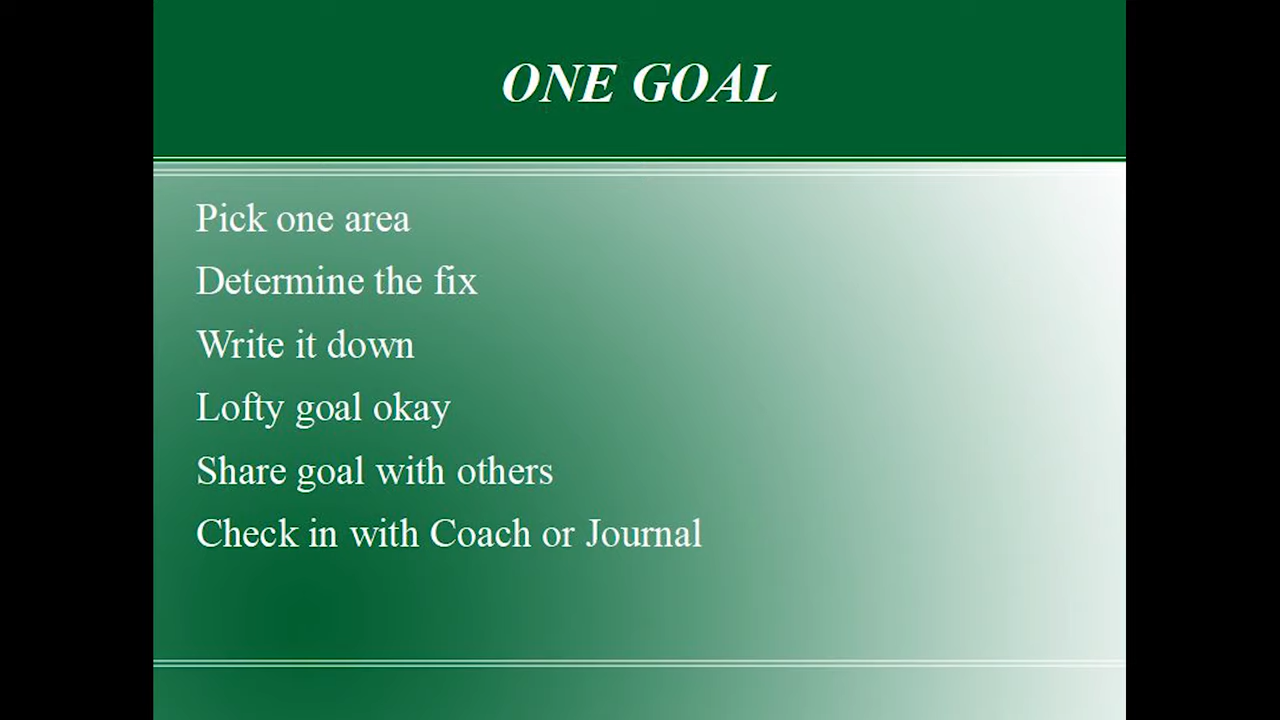 ONE GOAL
Pick one area
Determine the fix
Write it down
Lofty goal okay
Share goal with others
Check in with Coach or Journal